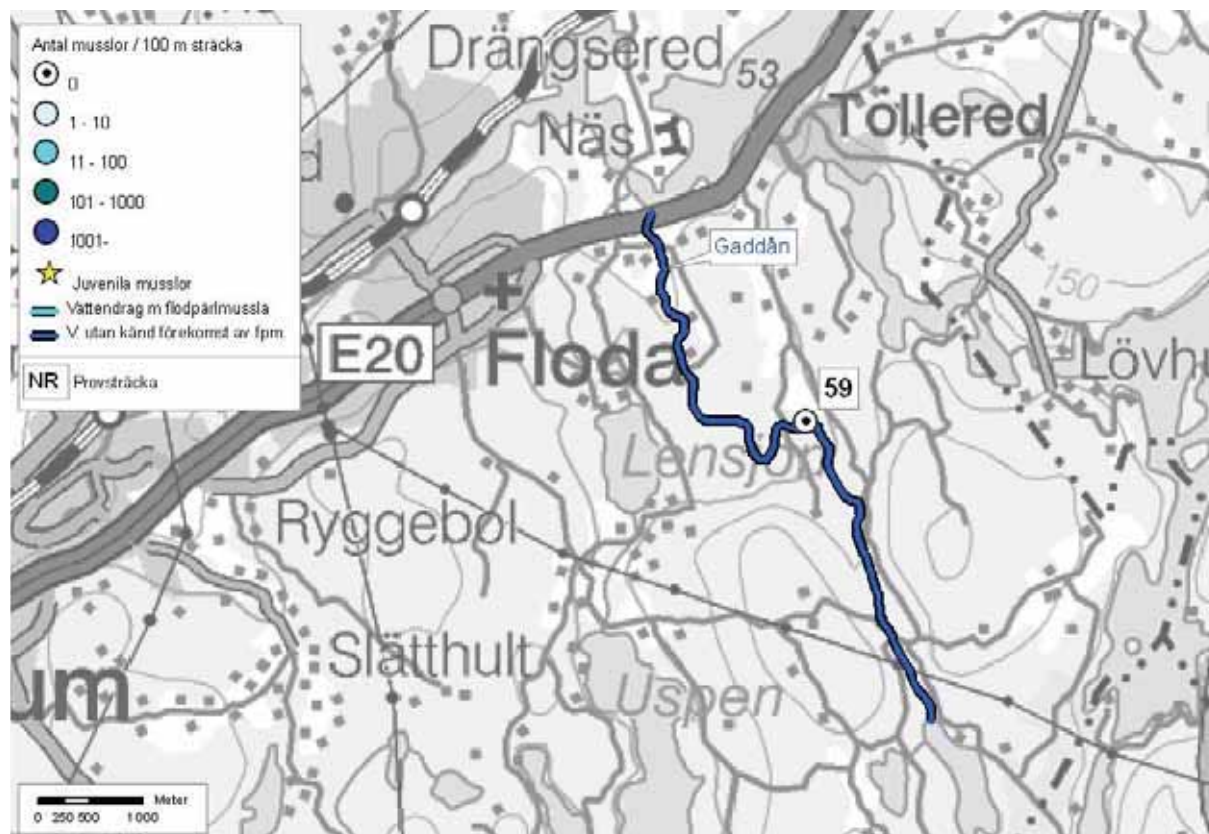 Antal musslor / 100 m sträcka
0
1 - 10
11 - 100
101 - 1000
1001-
Juvenila musslor
Vattendrag m flodpärlmussla
V. utan känd förekomst av fpm
NR Provsträcka
Drängsered
53
Näs
Tollered
Gaddån
150
E20
Floda
Lövhu
59
Lensjön
Ryggebol
Slätthult
Uspen
um
Meter
0 250 500 1 000